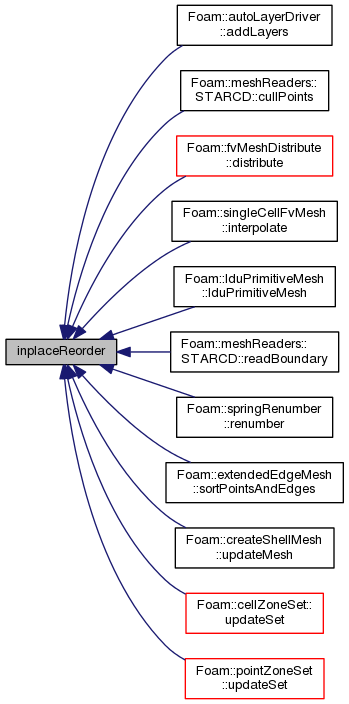 Foam::autoLayerDriver
::addLayers
Foam::meshReaders::
STARCD::cullPoints
Foam::fvMeshDistribute
::distribute
Foam::singleCellFvMesh
::interpolate
Foam::lduPrimitiveMesh
::lduPrimitiveMesh
inplaceReorder
Foam::meshReaders::
STARCD::readBoundary
Foam::springRenumber
::renumber
Foam::extendedEdgeMesh
::sortPointsAndEdges
Foam::createShellMesh
::updateMesh
Foam::cellZoneSet::
updateSet
Foam::pointZoneSet
::updateSet